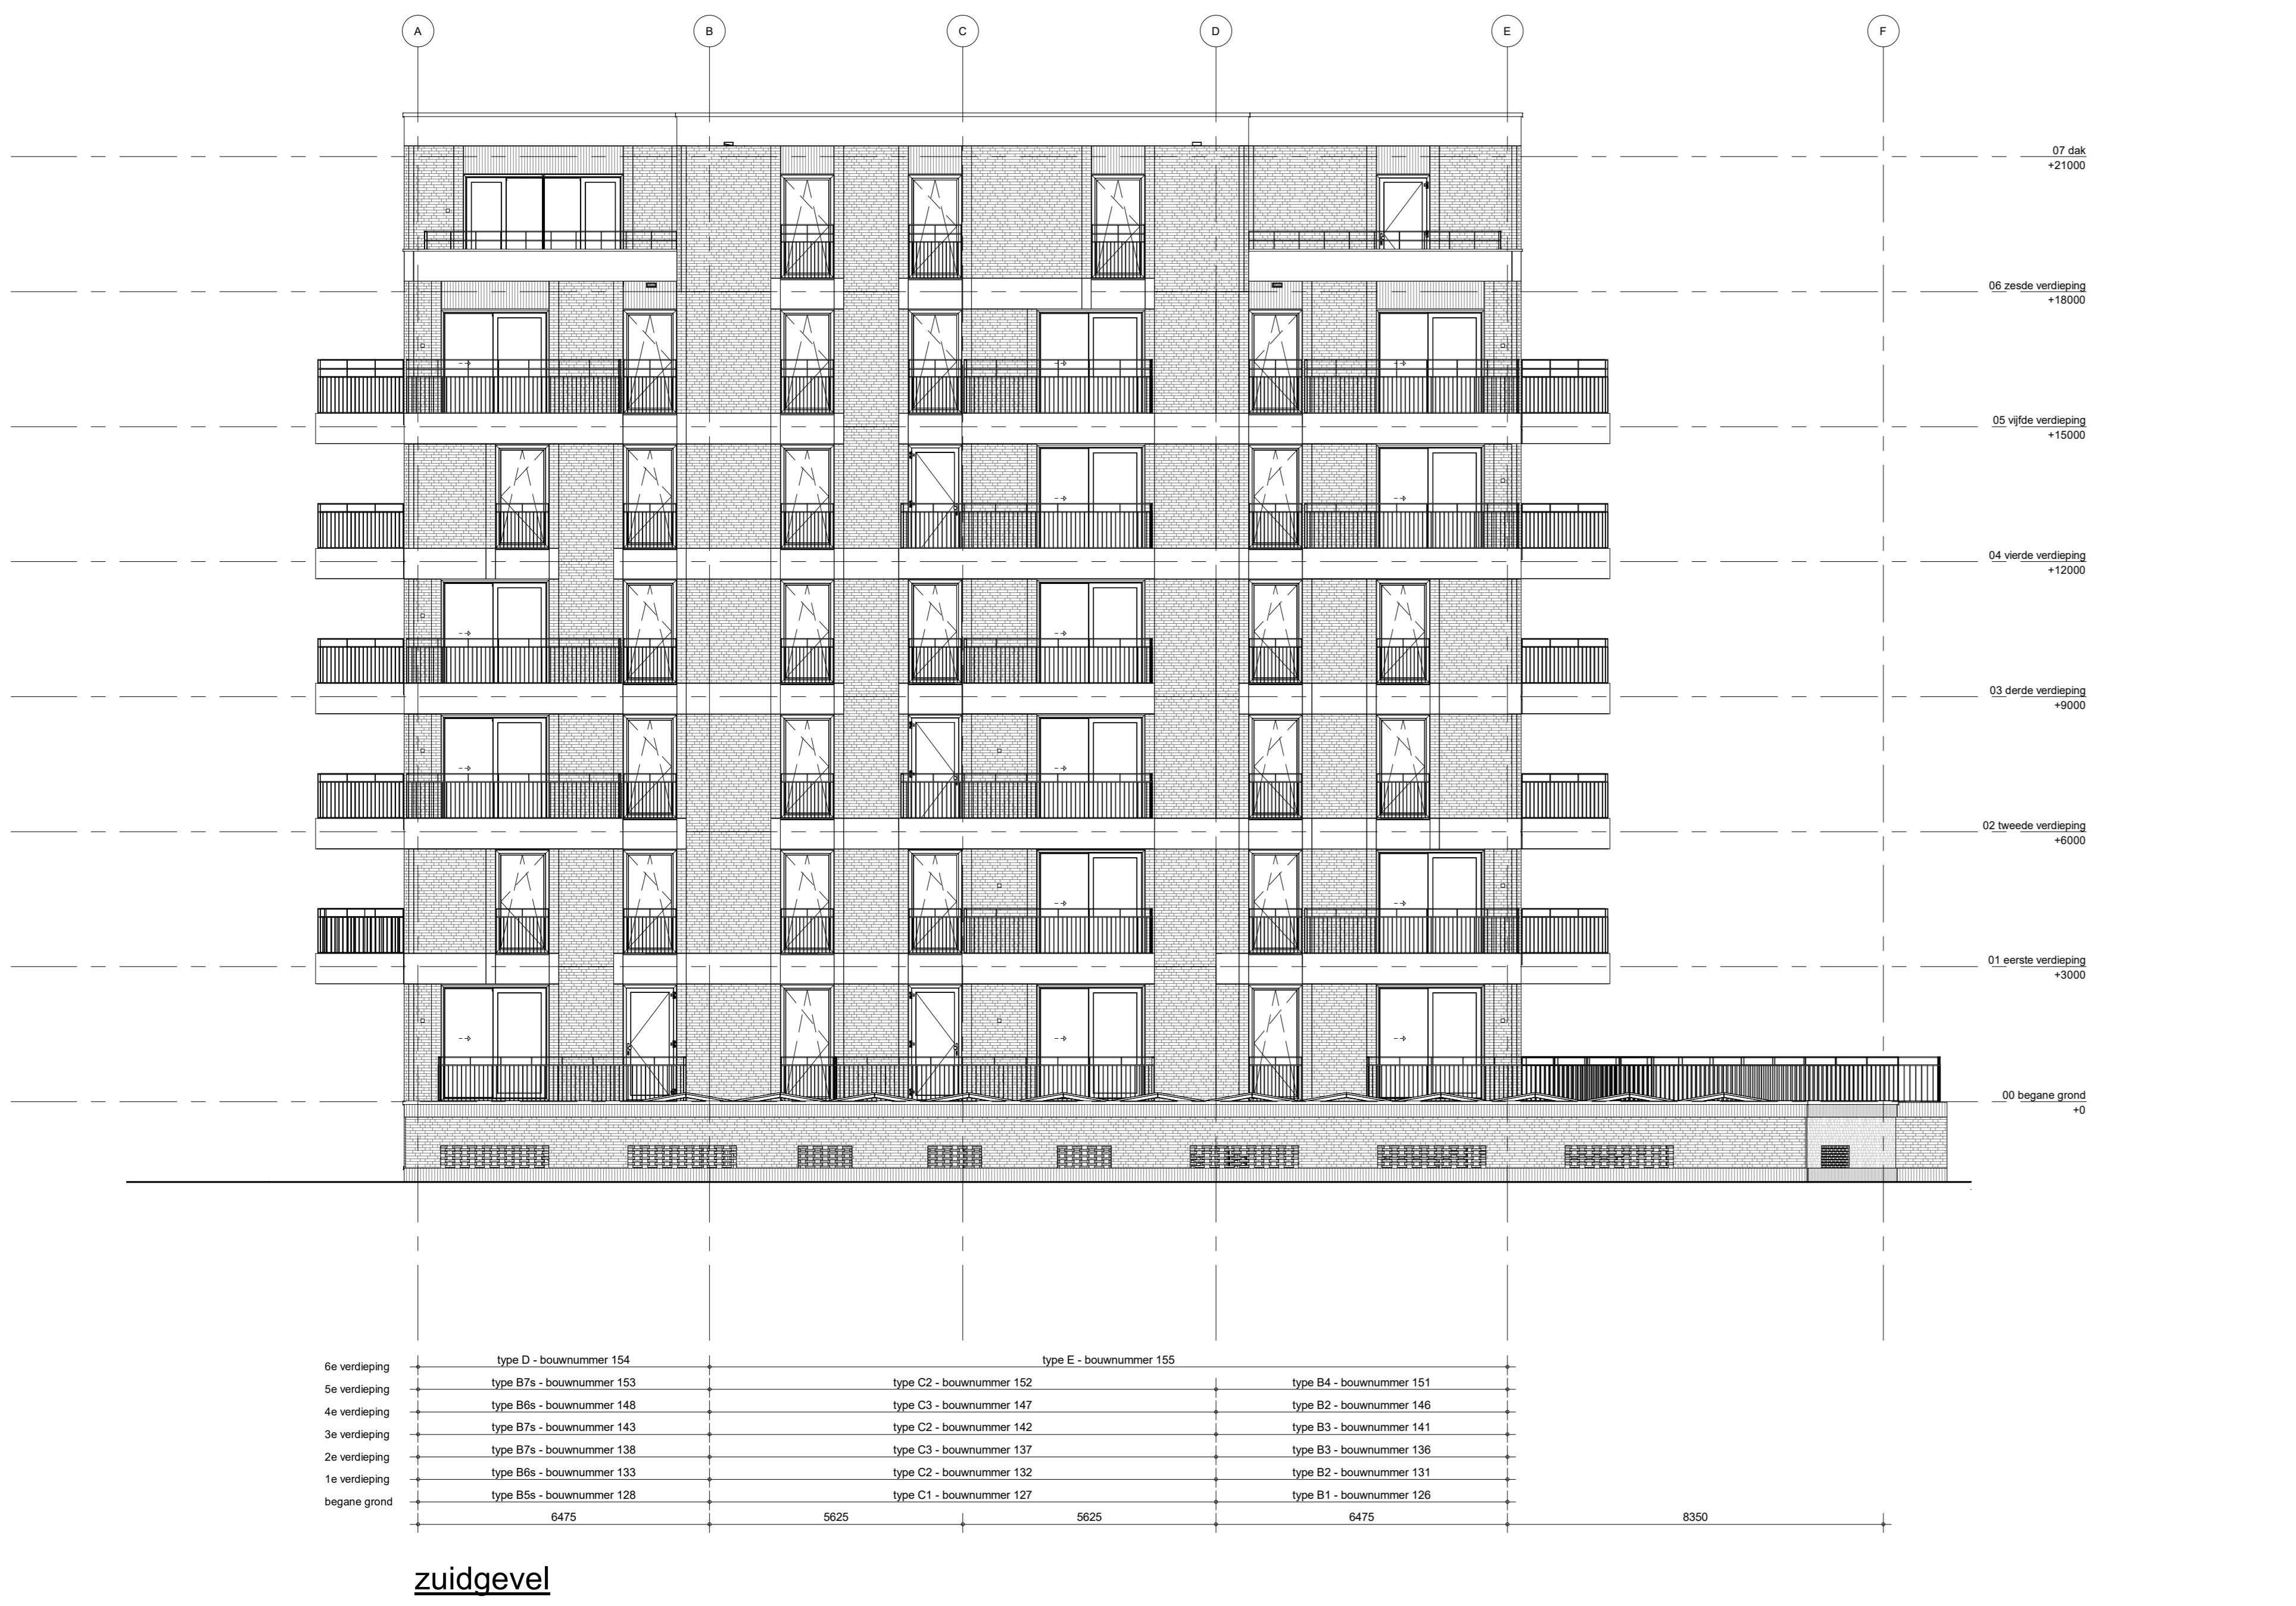 A B C D E F
07 dak
+21000
06 zesde verdieping
+18000
05 vijfde verdieping
+15000
04 vierde verdieping
+12000
03 derde verdieping
+9000
02 tweede verdieping
+6000
01 eerste verdieping
+3000
00 begane grond
+0
6e verdieping type D - bouwnummer 154 type E - bouwnummer 155
5e verdieping type B7s - bouwnummer 153 type C2 - bouwnummer 152 type B4 - bouwnummer 151
4e verdieping type B6s - bouwnummer 148 type C3 - bouwnummer 147 type B2 - bouwnummer 146
3e verdieping type B7s - bouwnummer 143 type C2 - bouwnummer 142 type B3 - bouwnummer 141
2e verdieping type B7s - bouwnummer 138 type C3 - bouwnummer 137 type B3 - bouwnummer 136
1e verdieping type B6s - bouwnummer 133 type C2 - bouwnummer 132 type B2 - bouwnummer 131
begane grond type B5s - bouwnummer 128 type C1 - bouwnummer 127 type B1 - bouwnummer 126
6475 5625 5625 6475 8350
zuidgevel